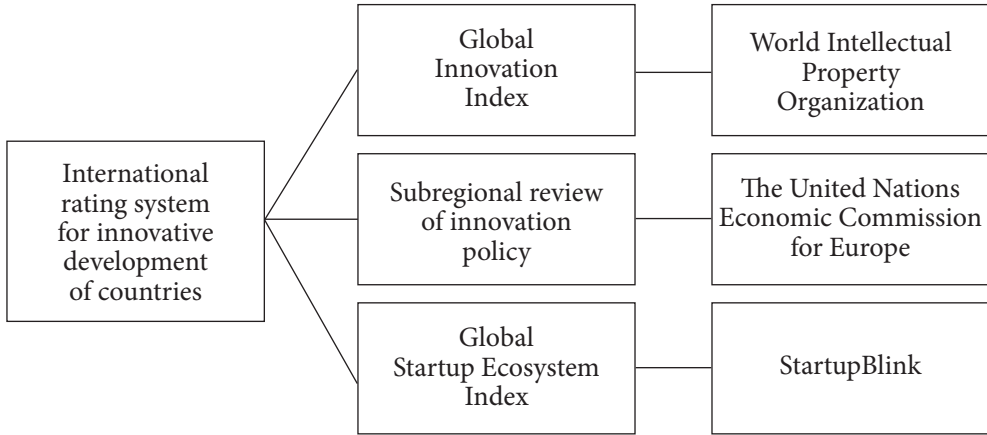 International
rating system
for innovative
development
of countries
Global
Innovation
Index
World Intellectual
Property
Organization
Subregional review
of innovation
policy
The United Nations
Economic Commission
for Europe
Global
Startup Ecosystem
Index
StartupBlink